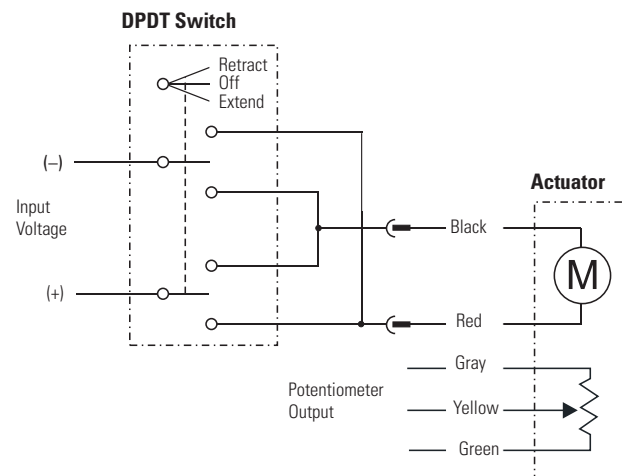 DPDT Switch
Retract
Off
Extend
(–)
Input
Voltage
(+)
Actuator
Black
M
Red
Gray
Potentiometer
Output
Yellow
Green